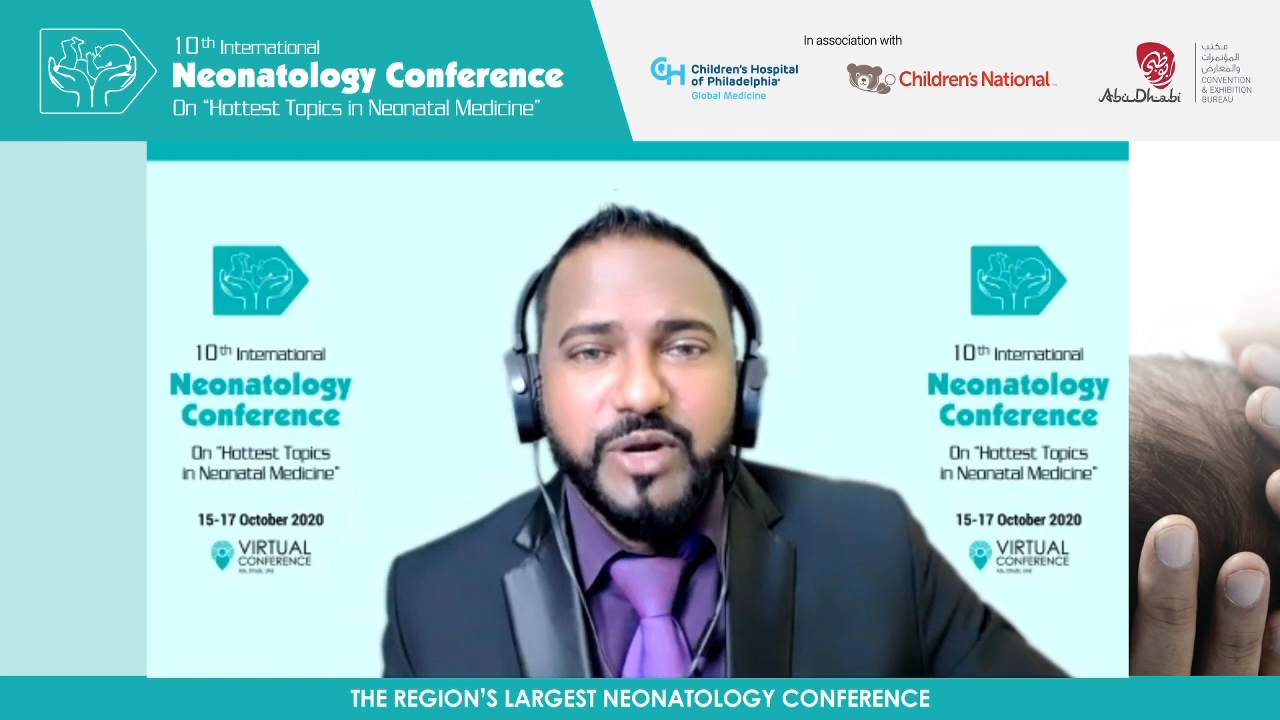 10th International
Neonatology Conference
On "Hottest Topics in Neonatal Medicine"
In association with
CH Children's Hospital
of Philadelphia
Global Medicine
Children's National
Abu Dhabi
أبوظبي
مكتب
المؤتمرات
والمعارض
CONVENTION
& EXHIBITION
BUREAU
10th International
Neonatology
Conference
On "Hottest Topics
in Neonatal Medicine"
15-17 October 2020
VIRTUAL
CONFERENCE
10th International
Neonatology
Conference
On "Hottest Topics
in Neonatal Medicine"
15-17 October 2020
VIRTUAL
CONFERENCE
THE REGION'S LARGEST NEONATOLOGY CONFERENCE